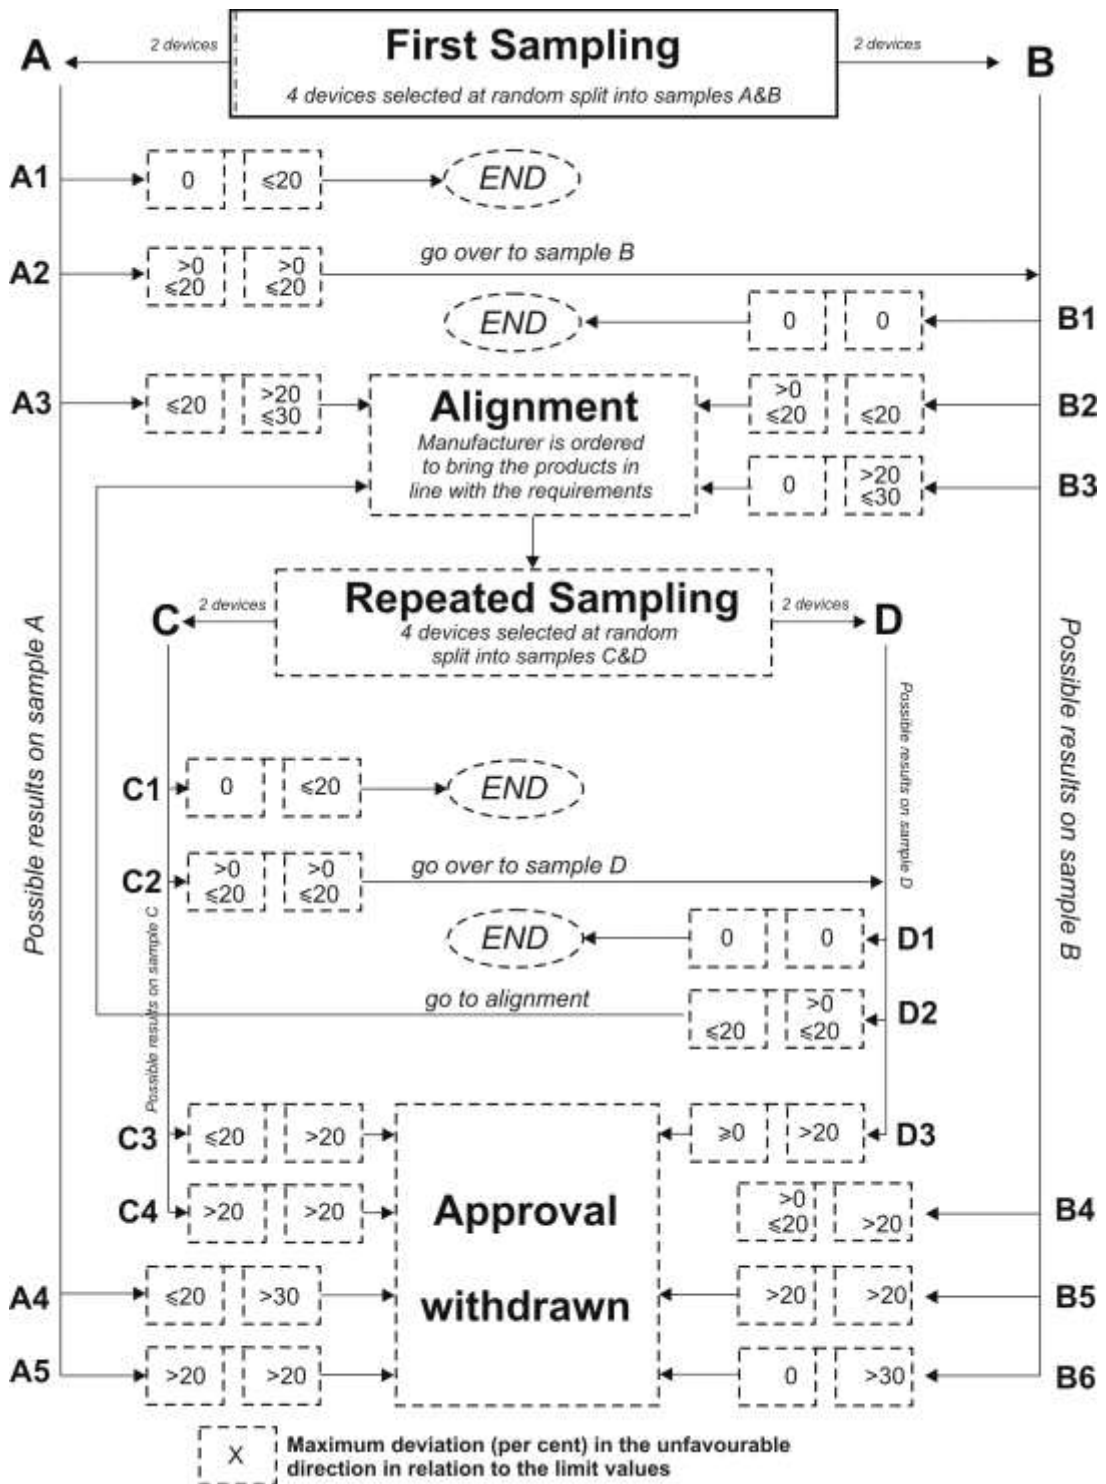 A
2 devices
First Sampling
2 devices
B
4 devices selected at random split into samples A&B
A1
0
⩽20
END
A2
>0
⩽20
>0
⩽20
go over to sample B
END
0
0
B1
A3
⩽20
>20
⩽30
Alignment
Manufacturer is ordered
to bring the products in
line with the requirements
>0
⩽20
⩽20
B2
0
>20
⩽30
B3
C
2 devices
Repeated Sampling
4 devices selected at random
split into samples C&D
2 devices
D
Possible results on sample A
Possible results on sample B
Possible results on sample D
C1
0
⩽20
END
C2
>0
⩽20
>0
⩽20
go over to sample D
Possible results on sample C
END
0
0
D1
go to alignment
⩽20
>0
⩽20
D2
C3
⩽20
>20
⩾0
>20
D3
C4
>20
>20
Approval
withdrawn
>0
⩽20
>20
B4
A4
⩽20
>30
>20
>20
B5
A5
>20
>20
0
>30
B6
X
Maximum deviation (per cent) in the unfavourable
direction in relation to the limit values